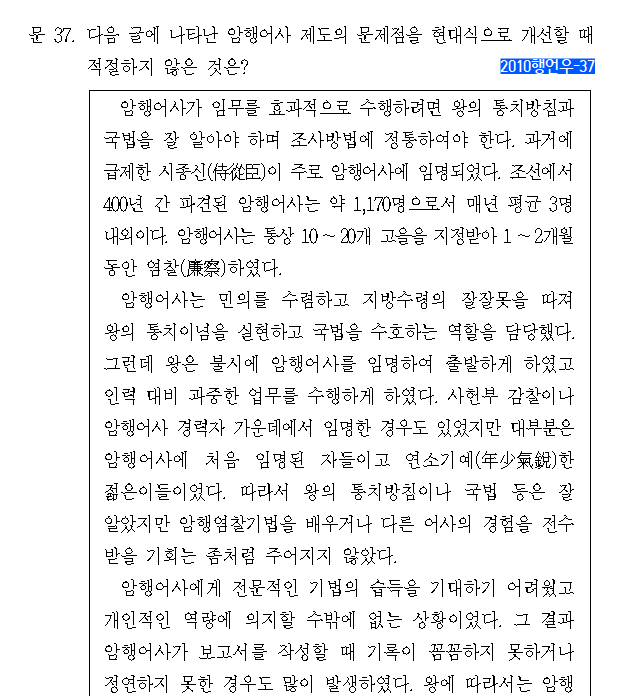 문 37. 다음 글에 나타난 암행어사 제도의 문제점을 현대식으로 개선할 때
적절하지 않은 것은?
2010행언우-37
암행어사가 임무를 효과적으로 수행하려면 왕의 통치방침과
국법을 잘 알아야 하며 조사방법에 정통하여야 한다. 과거에
급제한 시종신(侍從臣)이 주로 암행어사에 임명되었다. 조선에서
400년 간 파견된 암행어사는 약 1,170명으로서 매년 평균 3명
내외이다. 암행어사는 통상 10 ~ 20개 고을을 지정받아 1 ~ 2개월
동안 염찰(廉察)하였다.
암행어사는 민의를 수렴하고 지방수령의 잘잘못을 따져
왕의 통치이념을 실현하고 국법을 수호하는 역할을 담당했다.
그런데 왕은 불시에 암행어사를 임명하여 출발하게 하였고
인력 대비 과중한 업무를 수행하게 하였다. 사헌부 감찰이나
암행어사 경력자 가운데에서 임명한 경우도 있었지만 대부분은
암행어사에 처음 임명된 자들이고 연소기예(年少氣銳)한
젊은이들이었다. 따라서 왕의 통치방침이나 국법 등은 잘
알았지만 암행염찰기법을 배우거나 다른 어사의 경험을 전수
받을 기회는 좀처럼 주어지지 않았다.
암행어사에게 전문적인 기법의 습득을 기대하기 어려웠고
개인적인 역량에 의지할 수밖에 없는 상황이었다. 그 결과
암행어사가 보고서를 작성할 때 기록이 꼼꼼하지 못하거나
정연하지 못한 경우도 많이 발생하였다. 왕에 따라서는 암행